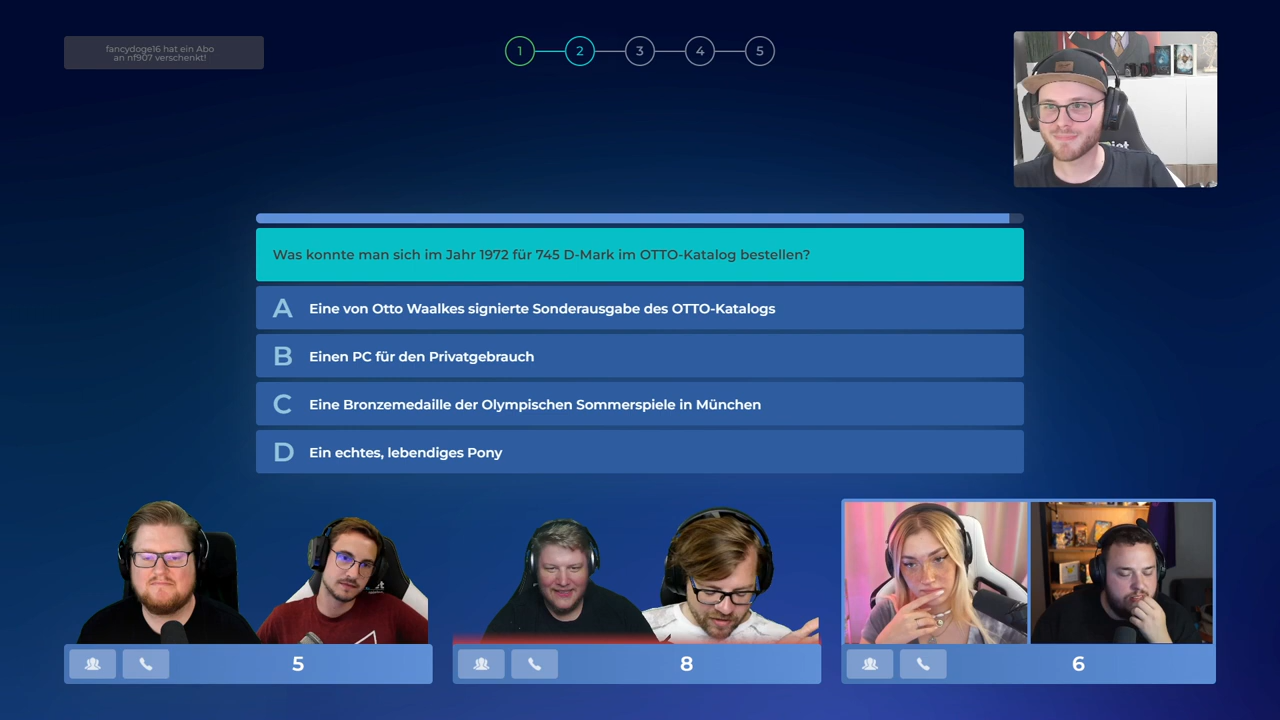 fancydoge16 hat ein Abo
an nf907 verschenkt!
1 2 3 4 5
Was konnte man sich im Jahr 1972 für 745 D-Mark im OTTO-Katalog bestellen?
A Eine von Otto Waalkes signierte Sonderausgabe des OTTO-Katalogs
B Einen PC für den Privatgebrauch
C Eine Bronzemedaille der Olympischen Sommerspiele in München
D Ein echtes, lebendiges Pony
5
8
6